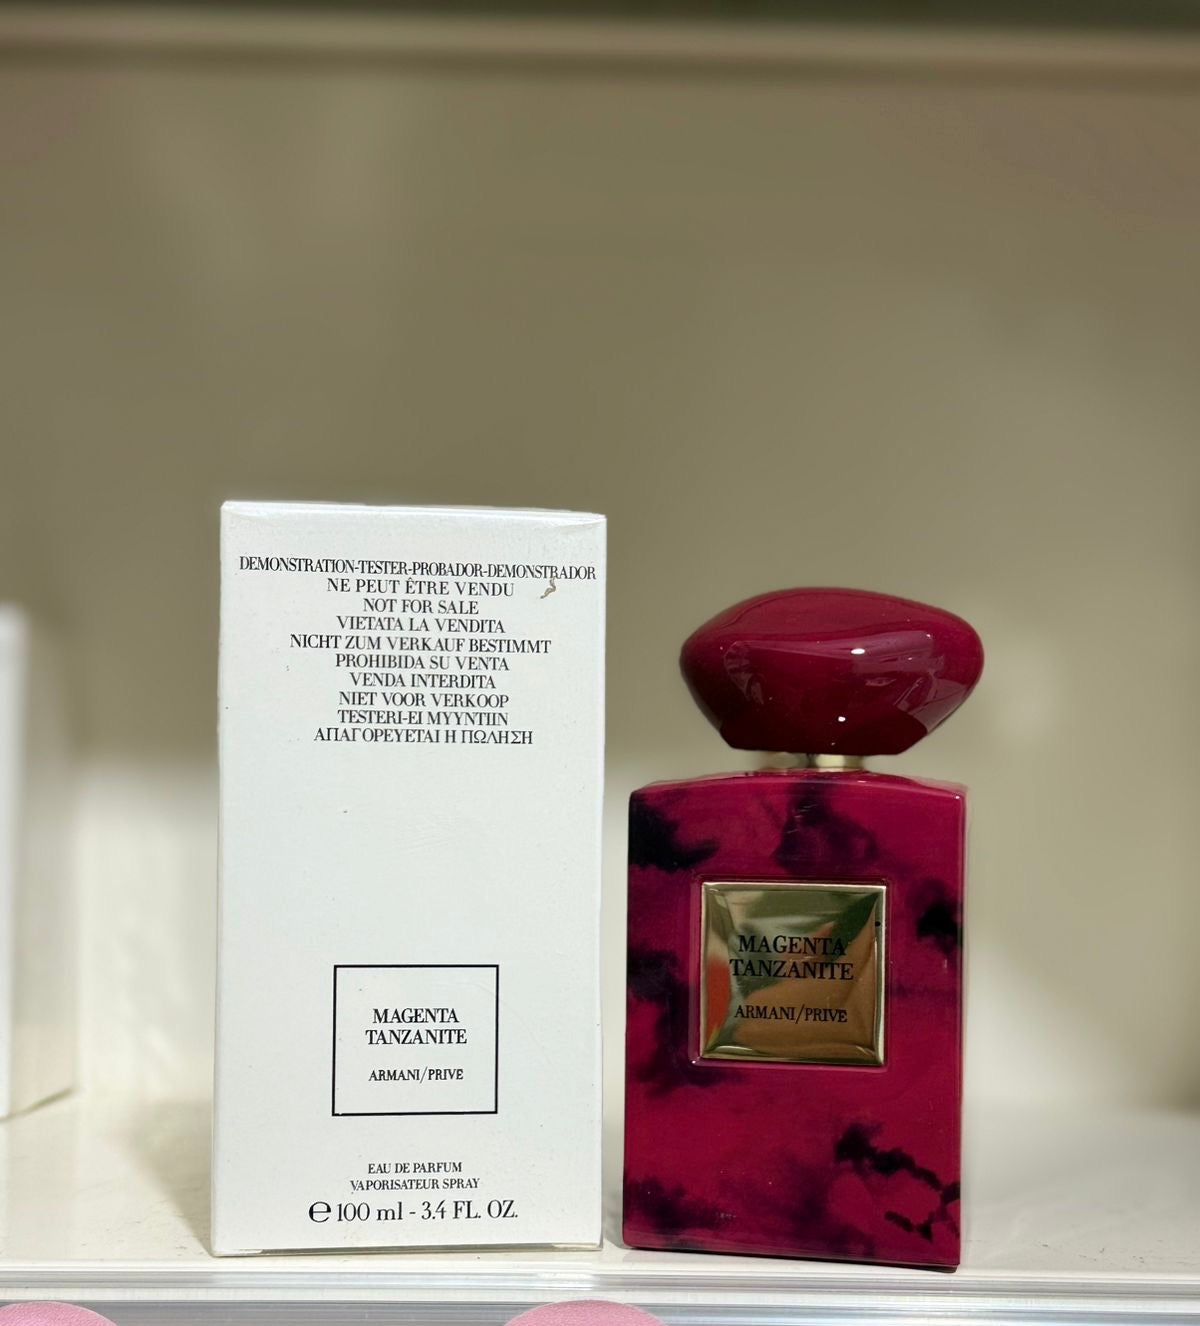 DEMONSTRATION-TESTER-PROBADOR-DEMONSTRADOR
NE PEUT ÊTRE VENDU
NOT FOR SALE
VIETATA LA VENDITA
NICHT ZUM VERKAUF BESTIMMT
PROHIBIDA SU VENTA
VENDA INTERDITA
NIET VOOR VERKOOP
TESTERI-EI MYYNTIIN
ΑΠΑΓΟΡΕΥΕΤΑΙ Η ΠΩΛΗΣΗ
MAGENTA
TANZANITE
ARMANI/PRIVE
EAU DE PARFUM
VAPORISATEUR SPRAY
℮ 100 ml - 3.4 FL. OZ.
MAGENTA
TANZANITE
ARMANI/PRIVE